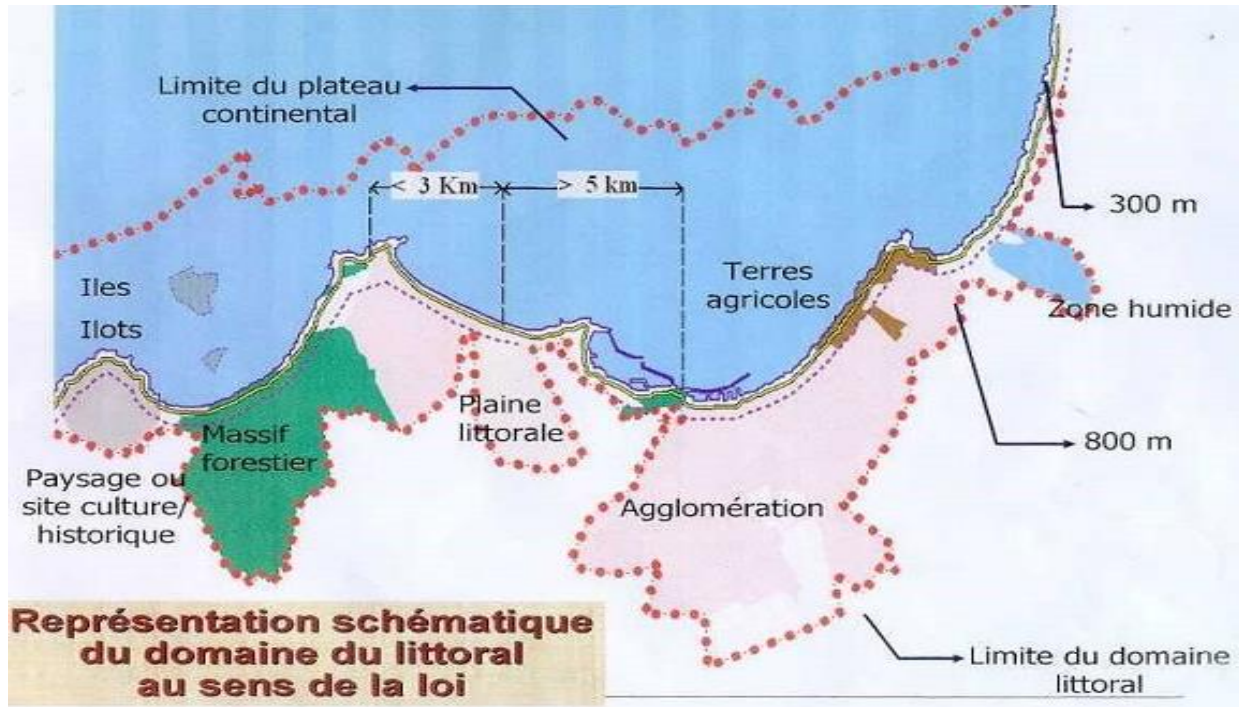 Limite du plateau
continental
< 3 Km
> 5 km
300 m
Iles
Ilots
Terres
agricoles
Zone humide
Plaine
littorale
Massif
forestier
800 m
Paysage ou
site culture/
historique
Agglomération
Représentation schématique
du domaine du littoral
au sens de la loi
Limite du domaine
littoral